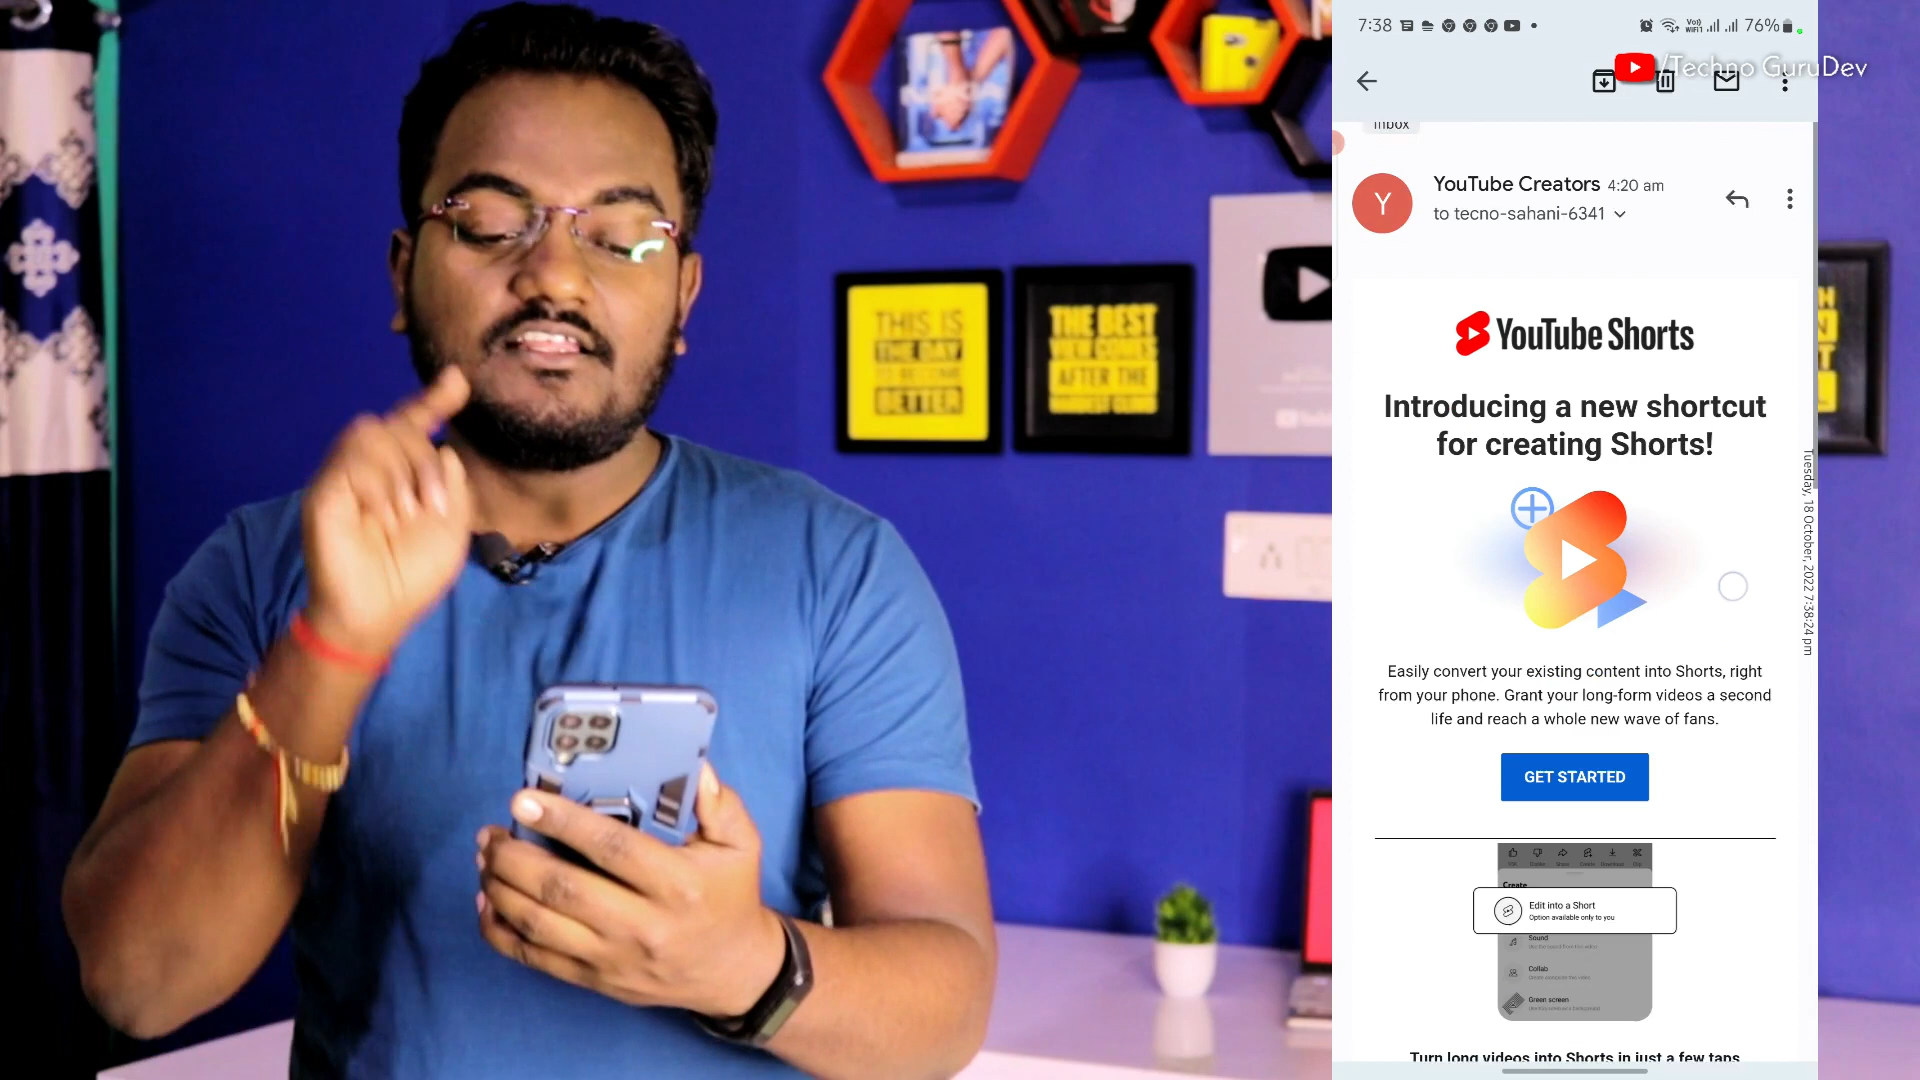 7:38
76%
/Techno GuruDev
Inbox
YouTube Creators 4:20 am
Y
to tecno-sahani-6341
YouTube Shorts
Introducing a new shortcut
for creating Shorts!
Easily convert your existing content into Shorts, right
from your phone. Grant your long-form videos a second
life and reach a whole new wave of fans.
GET STARTED
Create
Edit into a Short
Option available only to you
Sound
Collab
Green screen
Turn long videos into Shorts in just a few taps
Tuesday, 18 October, 2022 7:38:24 pm
THIS IS
THE DAY
TO BECOME
BETTER
THE BEST
VIEW COMES
AFTER THE